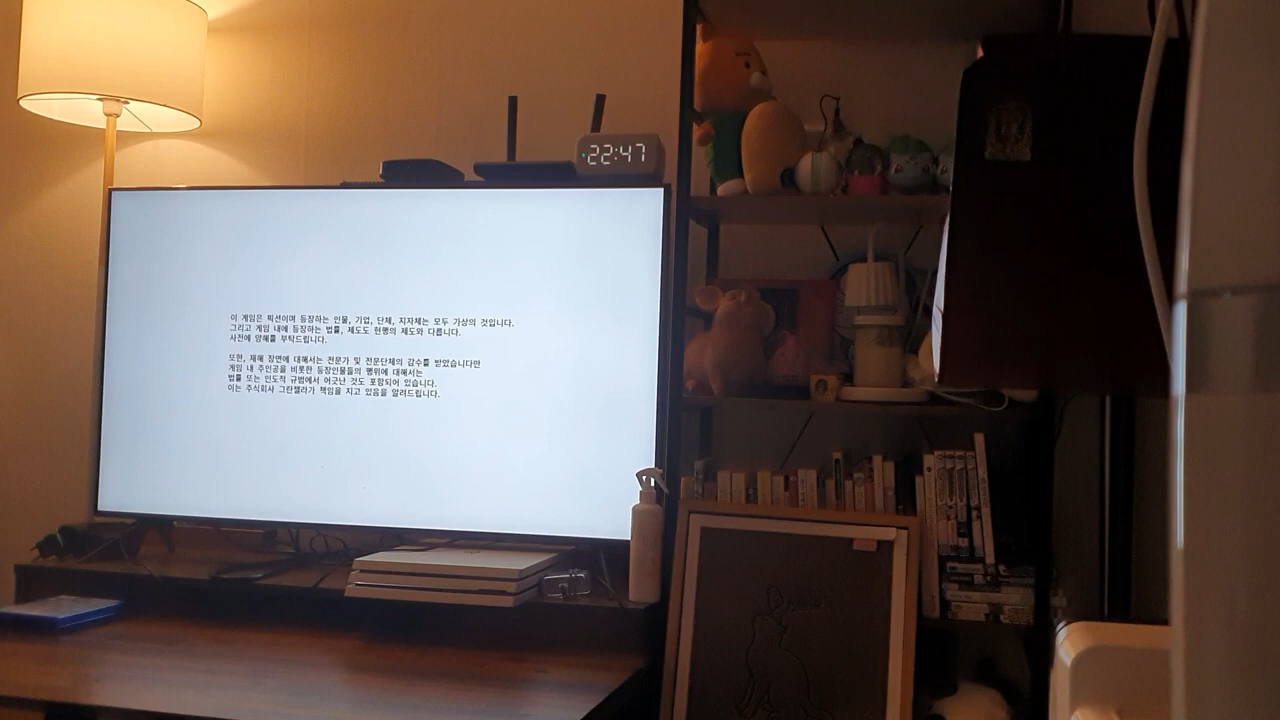 22:47
이 게임은 픽션이며 등장하는 인물, 기업, 단체, 지자체는 모두 가상의 것입니다.
그리고 게임 내에 등장하는 법률, 제도도 현행의 제도와 다릅니다.
사전에 양해를 부탁드립니다.
또한, 재해 장면에 대해서는 전문가 및 전문단체의 감수를 받았습니다만
게임 내 주인공을 비롯한 등장인물들의 행위에 대해서는
법률 또는 인도적 규범에서 어긋난 것도 포함되어 있습니다.
이는 주식회사 그란젤라가 책임을 지고 있음을 알려드립니다.